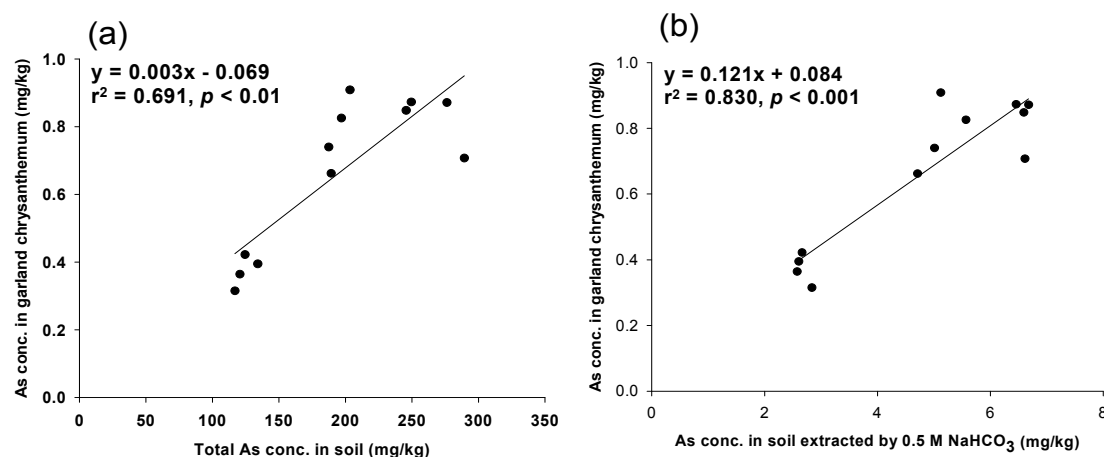 (a)
y = 0.003x - 0.069
r² = 0.691, p < 0.01
As conc. in garland chrysanthemum (mg/kg)
1.0
0.8
0.6
0.4
0.2
0.0
0 50 100 150 200 250 300 350
Total As conc. in soil (mg/kg)
(b)
y = 0.121x + 0.084
r² = 0.830, p < 0.001
As conc. in garland chrysanthemum (mg/kg)
1.0
0.8
0.6
0.4
0.2
0.0
0 2 4 6 8
As conc. in soil extracted by 0.5 M NaHCO₃ (mg/kg)